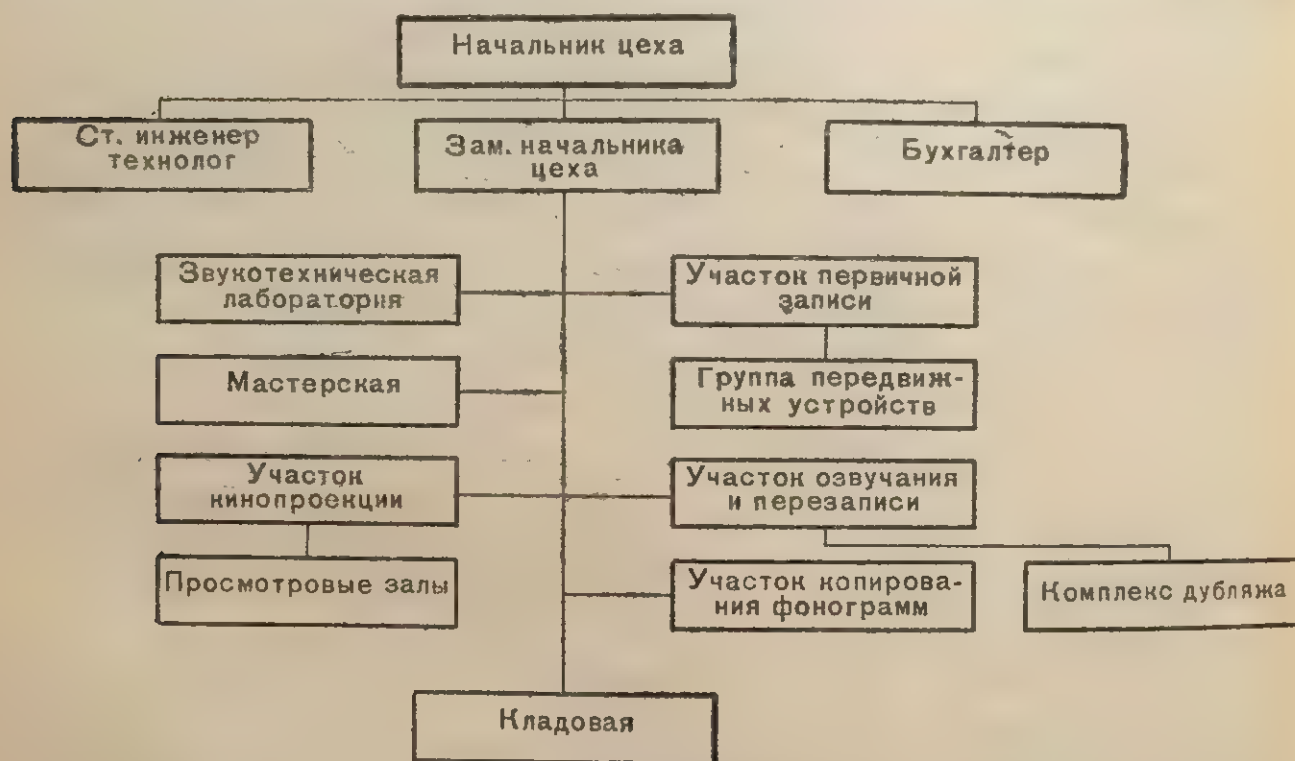 Начальник цеха
Ст. инженер
технолог
Зам. начальника
цеха
Бухгалтер
Звукотехническая
лаборатория
Участок первичной
записи
Мастерская
Группа передвиж-
ных устройств
Участок
кинопроекции
Участок озвучания
и перезаписи
Просмотровые залы
Участок копирова-
ния фонограмм
Комплекс дубляжа
Кладовая